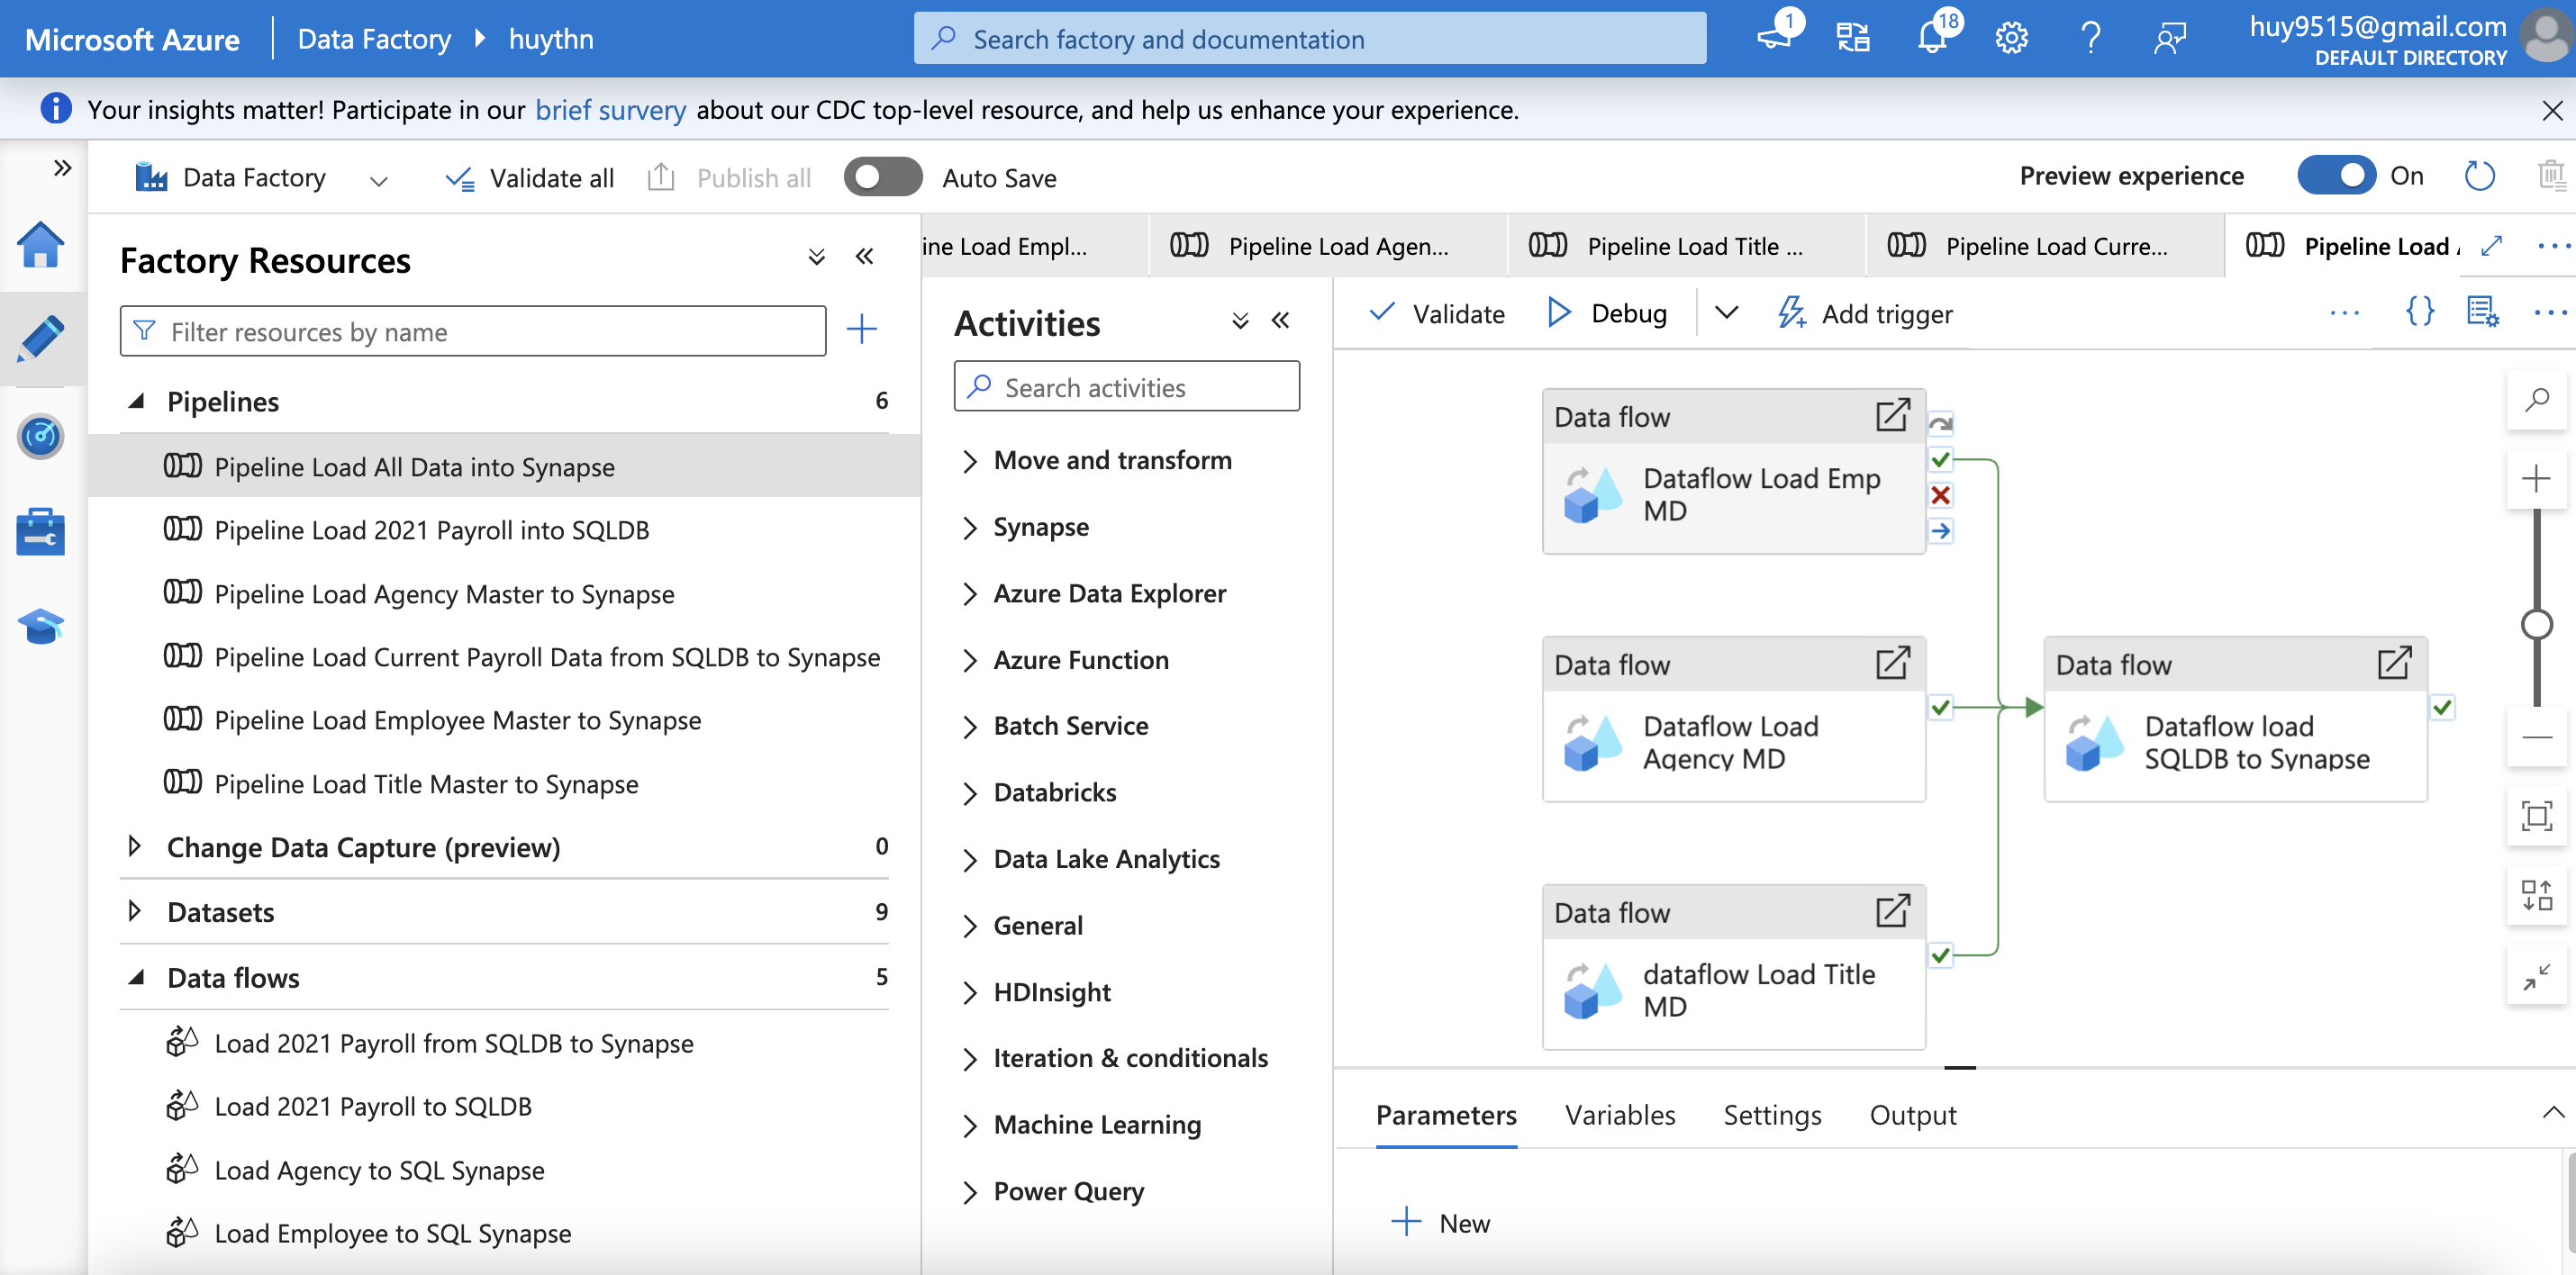 Microsoft Azure
Data Factory
huythn
Search factory and documentation
1
18
huy9515@gmail.com
DEFAULT DIRECTORY
Your insights matter! Participate in our brief survery about our CDC top-level resource, and help us enhance your experience.
Data Factory
Validate all
Publish all
Auto Save
Preview experience
On
Factory Resources
Filter resources by name
Pipelines 6
Pipeline Load All Data into Synapse
Pipeline Load 2021 Payroll into SQLDB
Pipeline Load Agency Master to Synapse
Pipeline Load Current Payroll Data from SQLDB to Synapse
Pipeline Load Employee Master to Synapse
Pipeline Load Title Master to Synapse
Change Data Capture (preview) 0
Datasets 9
Data flows 5
Load 2021 Payroll from SQLDB to Synapse
Load 2021 Payroll to SQLDB
Load Agency to SQL Synapse
Load Employee to SQL Synapse
ine Load Empl...
Pipeline Load Agen...
Pipeline Load Title ...
Pipeline Load Curre...
Pipeline Load
Activities
Search activities
Move and transform
Synapse
Azure Data Explorer
Azure Function
Batch Service
Databricks
Data Lake Analytics
General
HDInsight
Iteration & conditionals
Machine Learning
Power Query
Validate
Debug
Add trigger
Data flow
Dataflow Load Emp
MD
Data flow
Dataflow Load
Agency MD
Data flow
Dataflow load
SQLDB to Synapse
Data flow
dataflow Load Title
MD
Parameters
Variables
Settings
Output
New